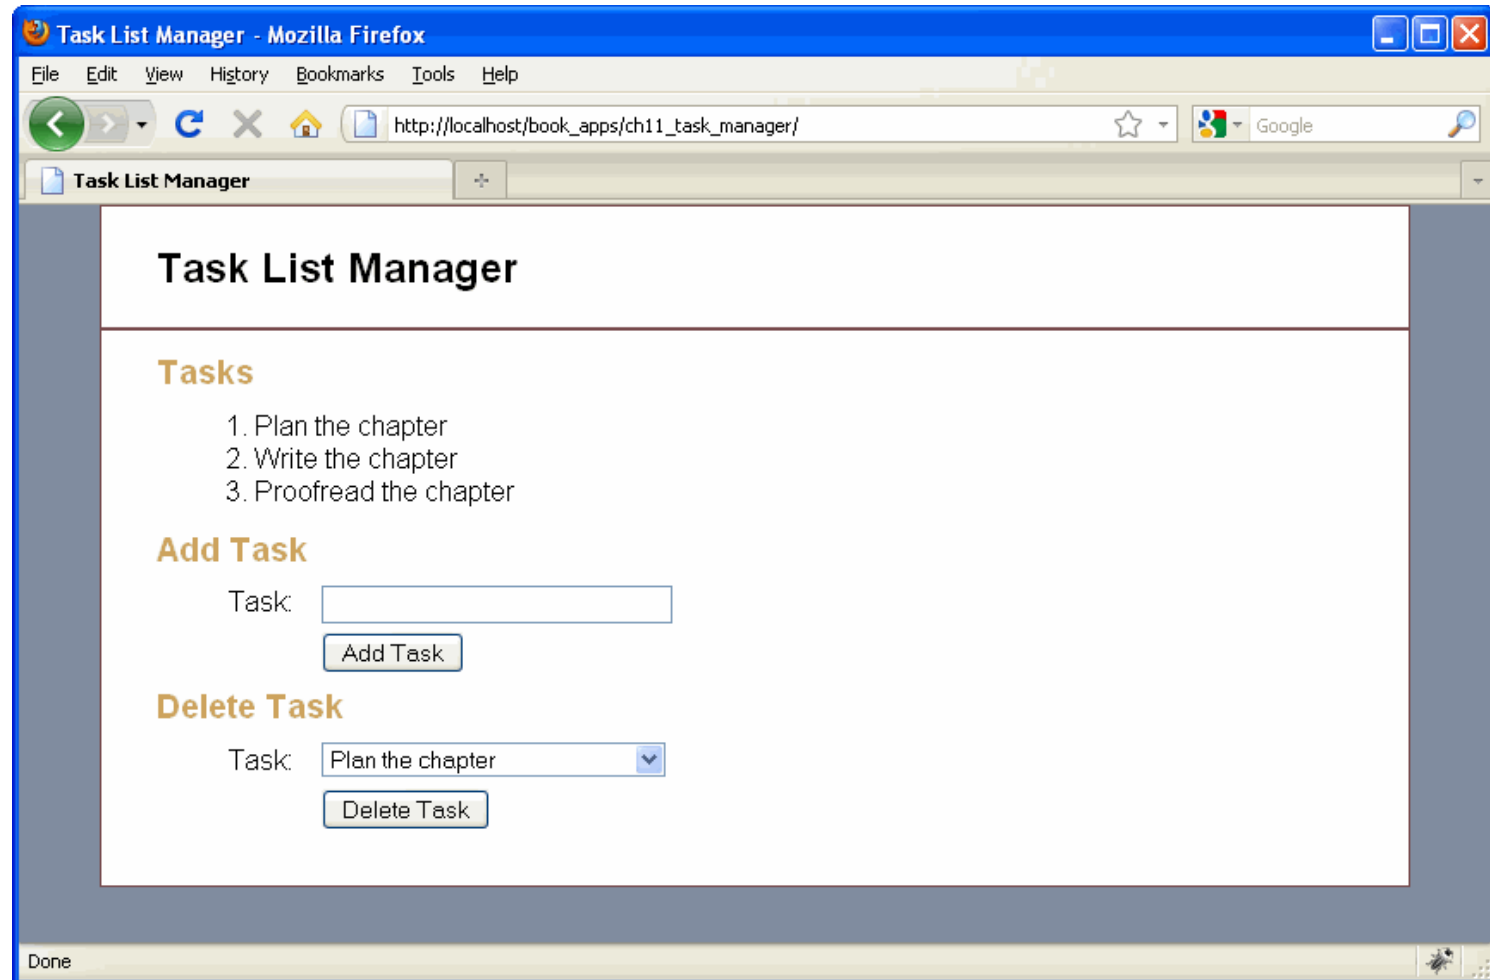 Task List Manager - Mozilla Firefox
File Edit View History Bookmarks Tools Help
http://localhost/book_apps/ch11_task_manager/ Google
Task List Manager
Task List Manager
Tasks
1. Plan the chapter
2. Write the chapter
3. Proofread the chapter
Add Task
Task:
Add Task
Delete Task
Task: Plan the chapter
Delete Task
Done